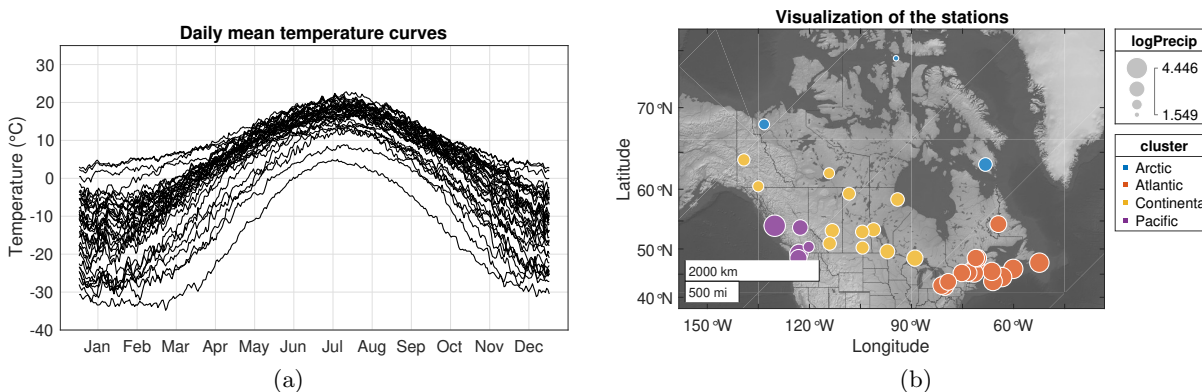 Daily mean temperature curves
Temperature (°C)
30
20
10
0
-10
-20
-30
-40
Jan Feb Mar Apr May Jun Jul Aug Sep Oct Nov Dec
(a)
Visualization of the stations
Latitude
70 °N
60 °N
50 °N
40 °N
2000 km
500 mi
150 °W 120 °W 90 °W 60 °W
Longitude
logPrecip
4.446
1.549
cluster
Arctic
Atlantic
Continenta
Pacific
(b)